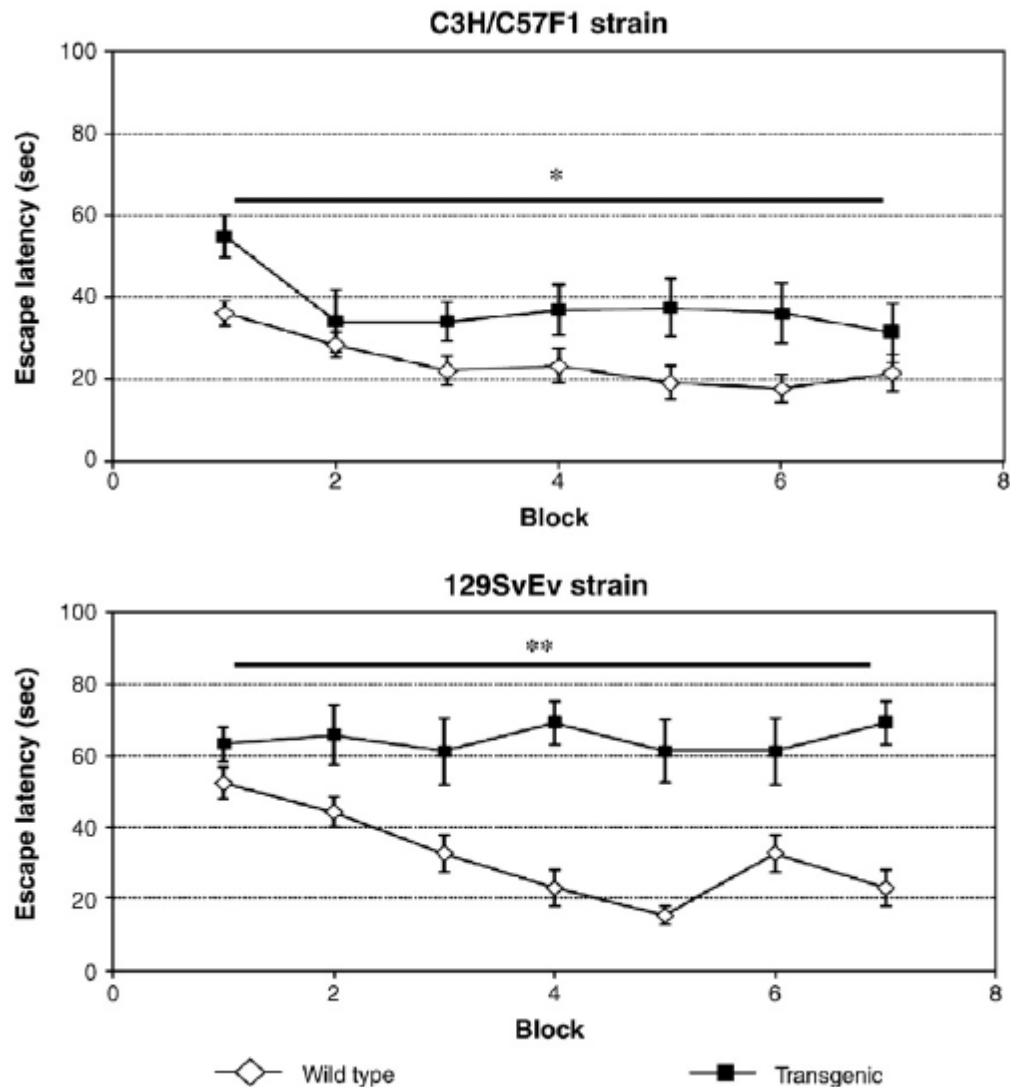 C3H/C57F1 strain
100
80
60
40
20
0
*
Escape latency (sec)
0 2 4 6 8
Block
129SvEv strain
100
80
60
40
20
0
**
Escape latency (sec)
0 2 4 6 8
Block
Wild type Transgenic